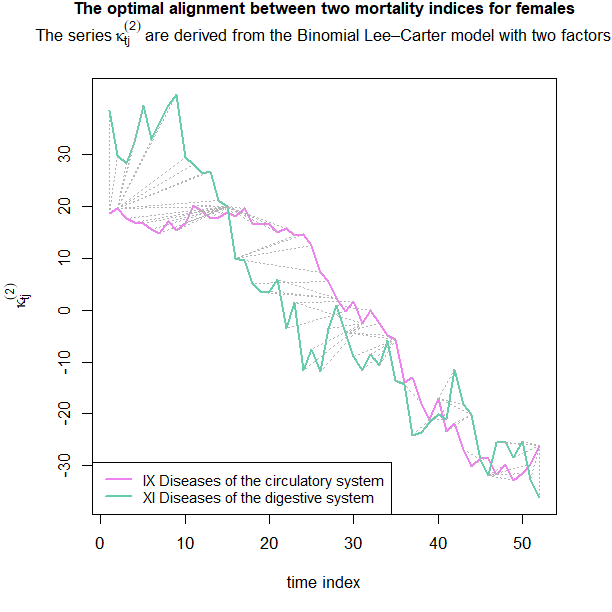 The optimal alignment between two mortality indices for females
The series κ_tj^(2) are derived from the Binomial Lee–Carter model with two factors
30
20
10
0
-10
-20
-30
κ_tj^(2)
IX Diseases of the circulatory system
XI Diseases of the digestive system
0 10 20 30 40 50
time index